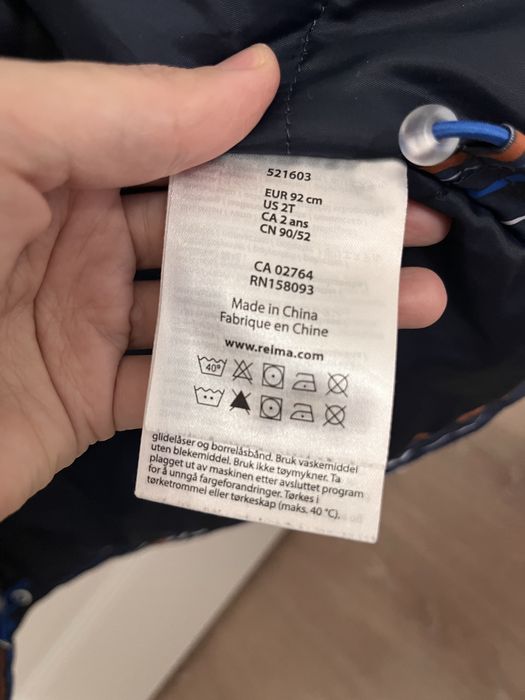 521603
EUR 92 cm
US 2T
CA 2 ans
CN 90/52
CA 02764
RN158093
Made in China
Fabrique en Chine
www.reima.com
40°
glidelåser og borrelåsbånd. Bruk vaskemiddel
uten blekemiddel. Bruk ikke tøymykner. Ta
plagget ut av maskinen etter avsluttet program
for å unngå fargeforandringer. Tørkes i
tørketrommel eller tørkeskap (maks. 40 °C).